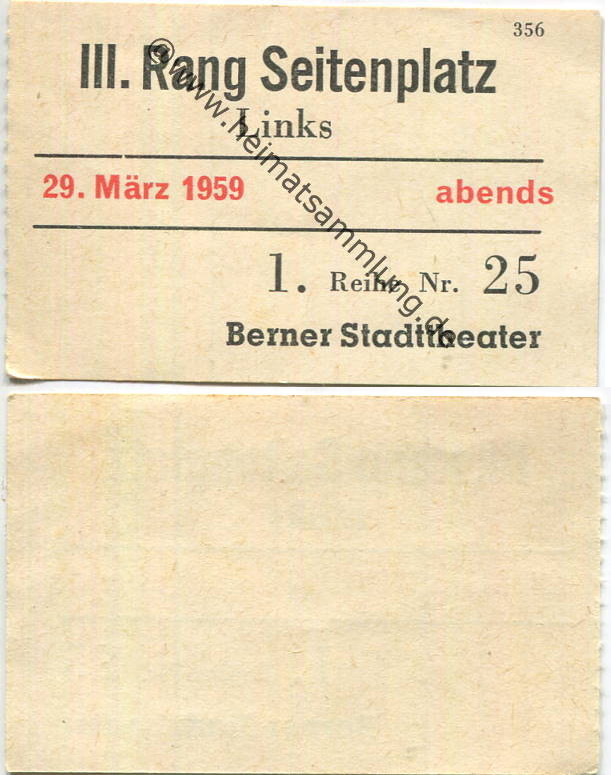 356
III. Rang Seitenplatz
Links
29. März 1959 abends
1. Reihe Nr. 25
Berner Stadttheater
©www.heimatsammlung.de